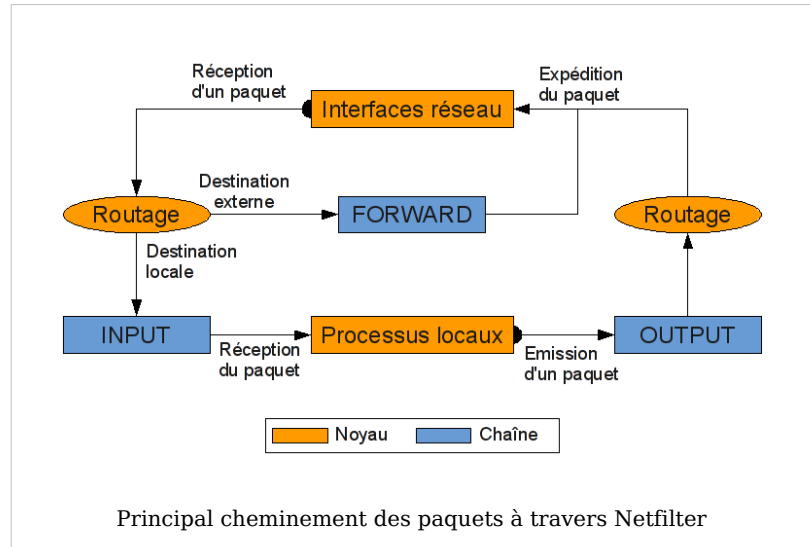 Réception
d'un paquet
Interfaces réseau
Expédition
du paquet
Routage
Destination
externe
FORWARD
Routage
Destination
locale
INPUT
Réception
du paquet
Processus locaux
Emission
d'un paquet
OUTPUT
Noyau
Chaîne
Principal cheminement des paquets à travers Netfilter